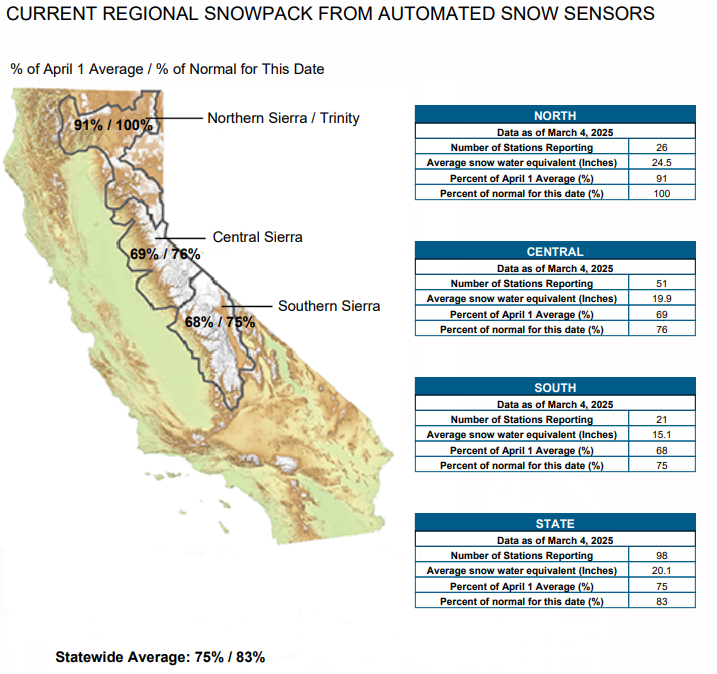 CURRENT REGIONAL SNOWPACK FROM AUTOMATED SNOW SENSORS
% of April 1 Average / % of Normal for This Date
91% / 100%
Northern Sierra / Trinity
69% / 76%
Central Sierra
68% / 75%
Southern Sierra
NORTH
Data as of March 4, 2025
Number of Stations Reporting 26
Average snow water equivalent (Inches) 24.5
Percent of April 1 Average (%) 91
Percent of normal for this date (%) 100
CENTRAL
Data as of March 4, 2025
Number of Stations Reporting 51
Average snow water equivalent (Inches) 19.9
Percent of April 1 Average (%) 69
Percent of normal for this date (%) 76
SOUTH
Data as of March 4, 2025
Number of Stations Reporting 21
Average snow water equivalent (Inches) 15.1
Percent of April 1 Average (%) 68
Percent of normal for this date (%) 75
STATE
Data as of March 4, 2025
Number of Stations Reporting 98
Average snow water equivalent (Inches) 20.1
Percent of April 1 Average (%) 75
Percent of normal for this date (%) 83
Statewide Average: 75% / 83%